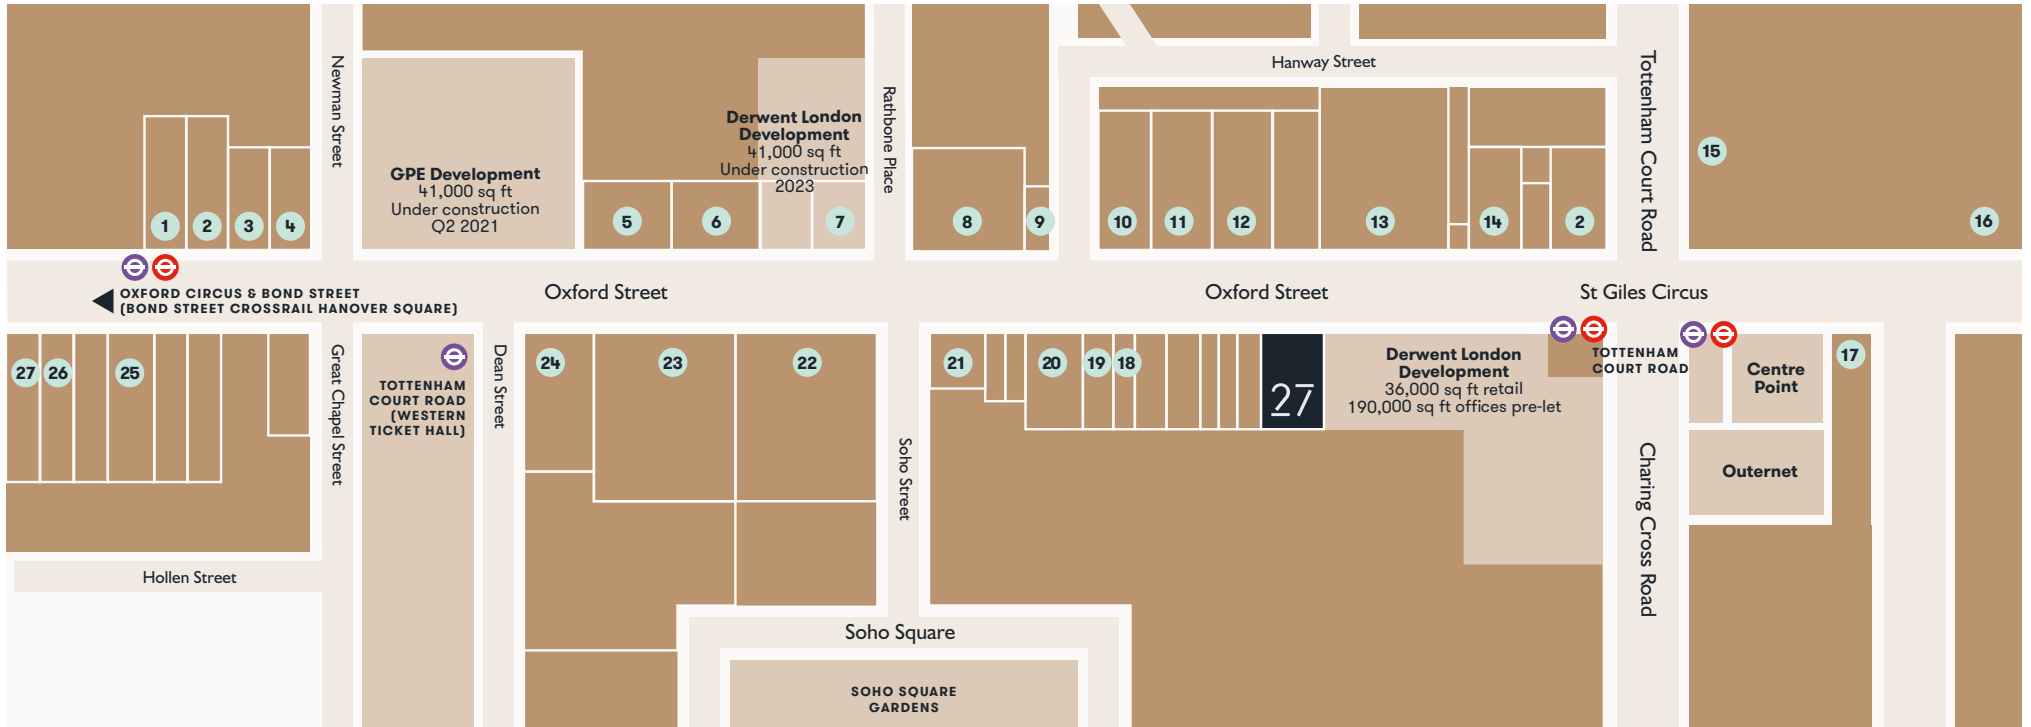 Newman Street
Rathbone Place
Hanway Street
Tottenham Court Road
GPE Development
41,000 sq ft
Under construction
Q2 2021
Derwent London
Development
41,000 sq ft
Under construction
2023
1
2
3
4
5
6
7
8
9
10
11
12
13
14
2
15
16
OXFORD CIRCUS & BOND STREET
(BOND STREET CROSSRAIL HANOVER SQUARE)
Oxford Street
Oxford Street
St Giles Circus
27
26
25
Great Chapel Street
TOTTENHAM
COURT ROAD
(WESTERN
TICKET HALL)
Dean Street
24
23
22
Soho Street
21
20
19
18
27
Derwent London
Development
36,000 sq ft retail
190,000 sq ft offices pre-let
TOTTENHAM
COURT ROAD
Charing Cross Road
Centre
Point
17
Outernet
Hollen Street
Soho Square
SOHO SQUARE
GARDENS